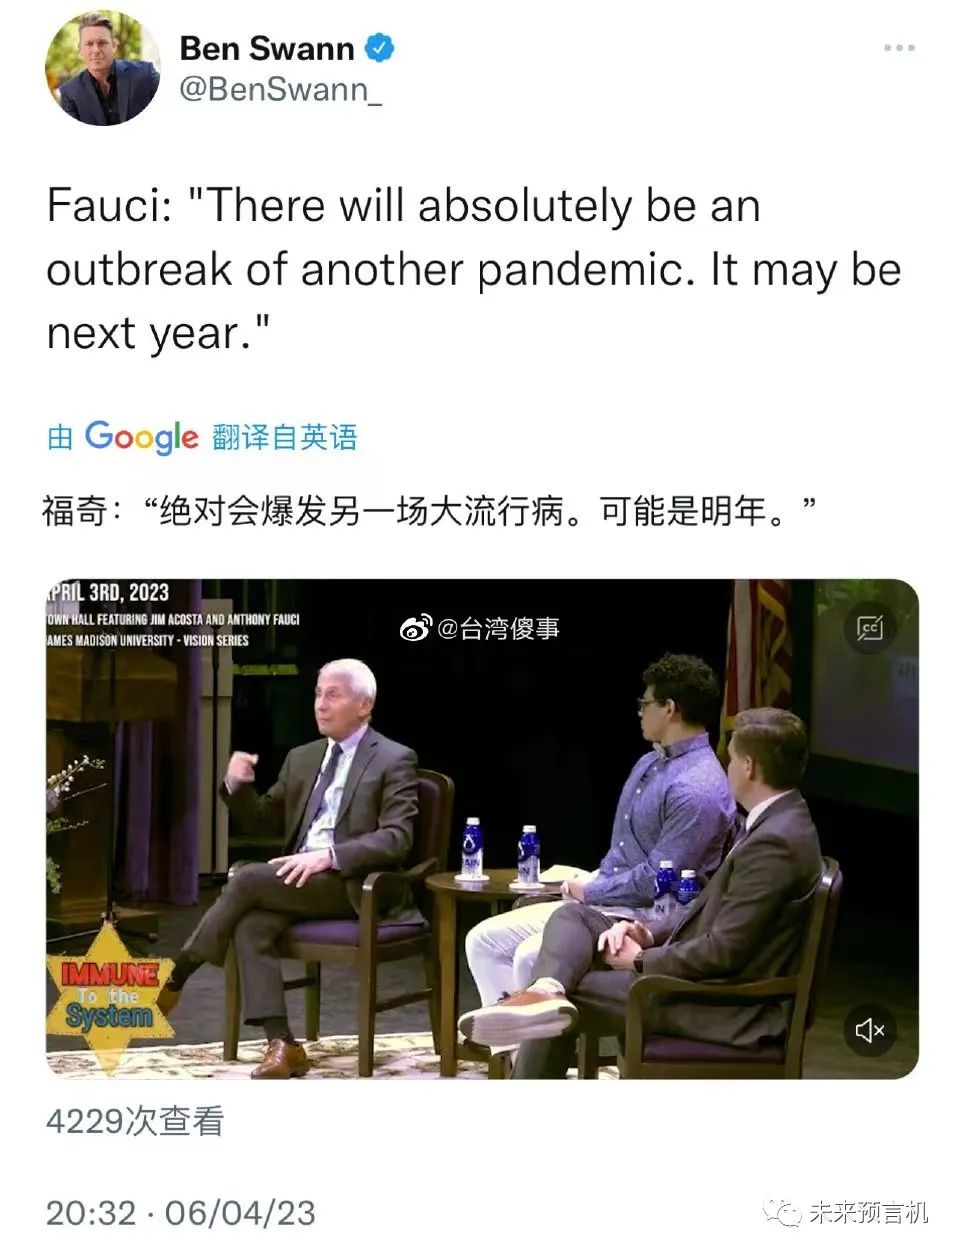 Ben Swann
@BenSwann_
Fauci: "There will absolutely be an
outbreak of another pandemic. It may be
next year."
由 Google 翻译自英语
福奇：“绝对会爆发另一场大流行病。可能是明年。”
PRIL 3RD, 2023
OWN HALL FEATURING JIM ACOSTA AND ANTHONY FAUCI
AMES MADISON UNIVERSITY - VISION SERIES
@台湾傻事
CC
IMMUNE
To the
System
4229次查看
20:32 · 06/04/23
未来预言机